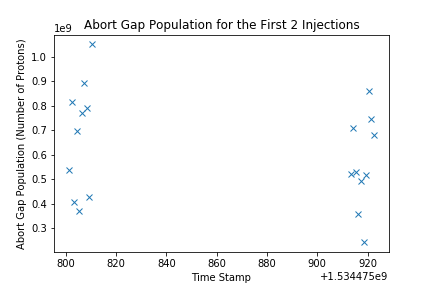 Abort Gap Population for the First 2 Injections
1e9
Abort Gap Population (Number of Protons)
1.0
0.9
0.8
0.7
0.6
0.5
0.4
0.3
800 820 840 860 880 900 920
Time Stamp
+1.534475e9